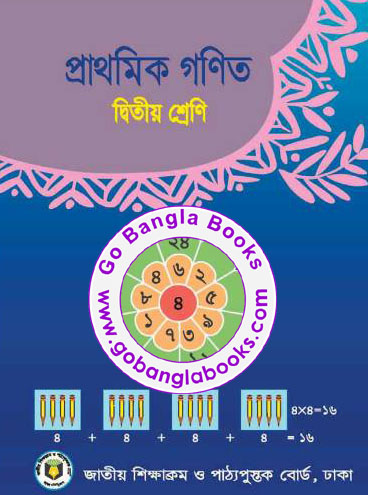 প্রাথমিক গণিত
দ্বিতীয় শ্রেণি
Go Bangla Books
www.gobanglabooks.com
২৪
৪ ৬ ২
৮ ৪ ৫
১ ৭ ৩ ৯
৪×৪=১৬
৪ + ৪ + ৪ + ৪ = ১৬
জাতীয় শিক্ষাক্রম ও পাঠ্যপুস্তক বোর্ড, ঢাকা